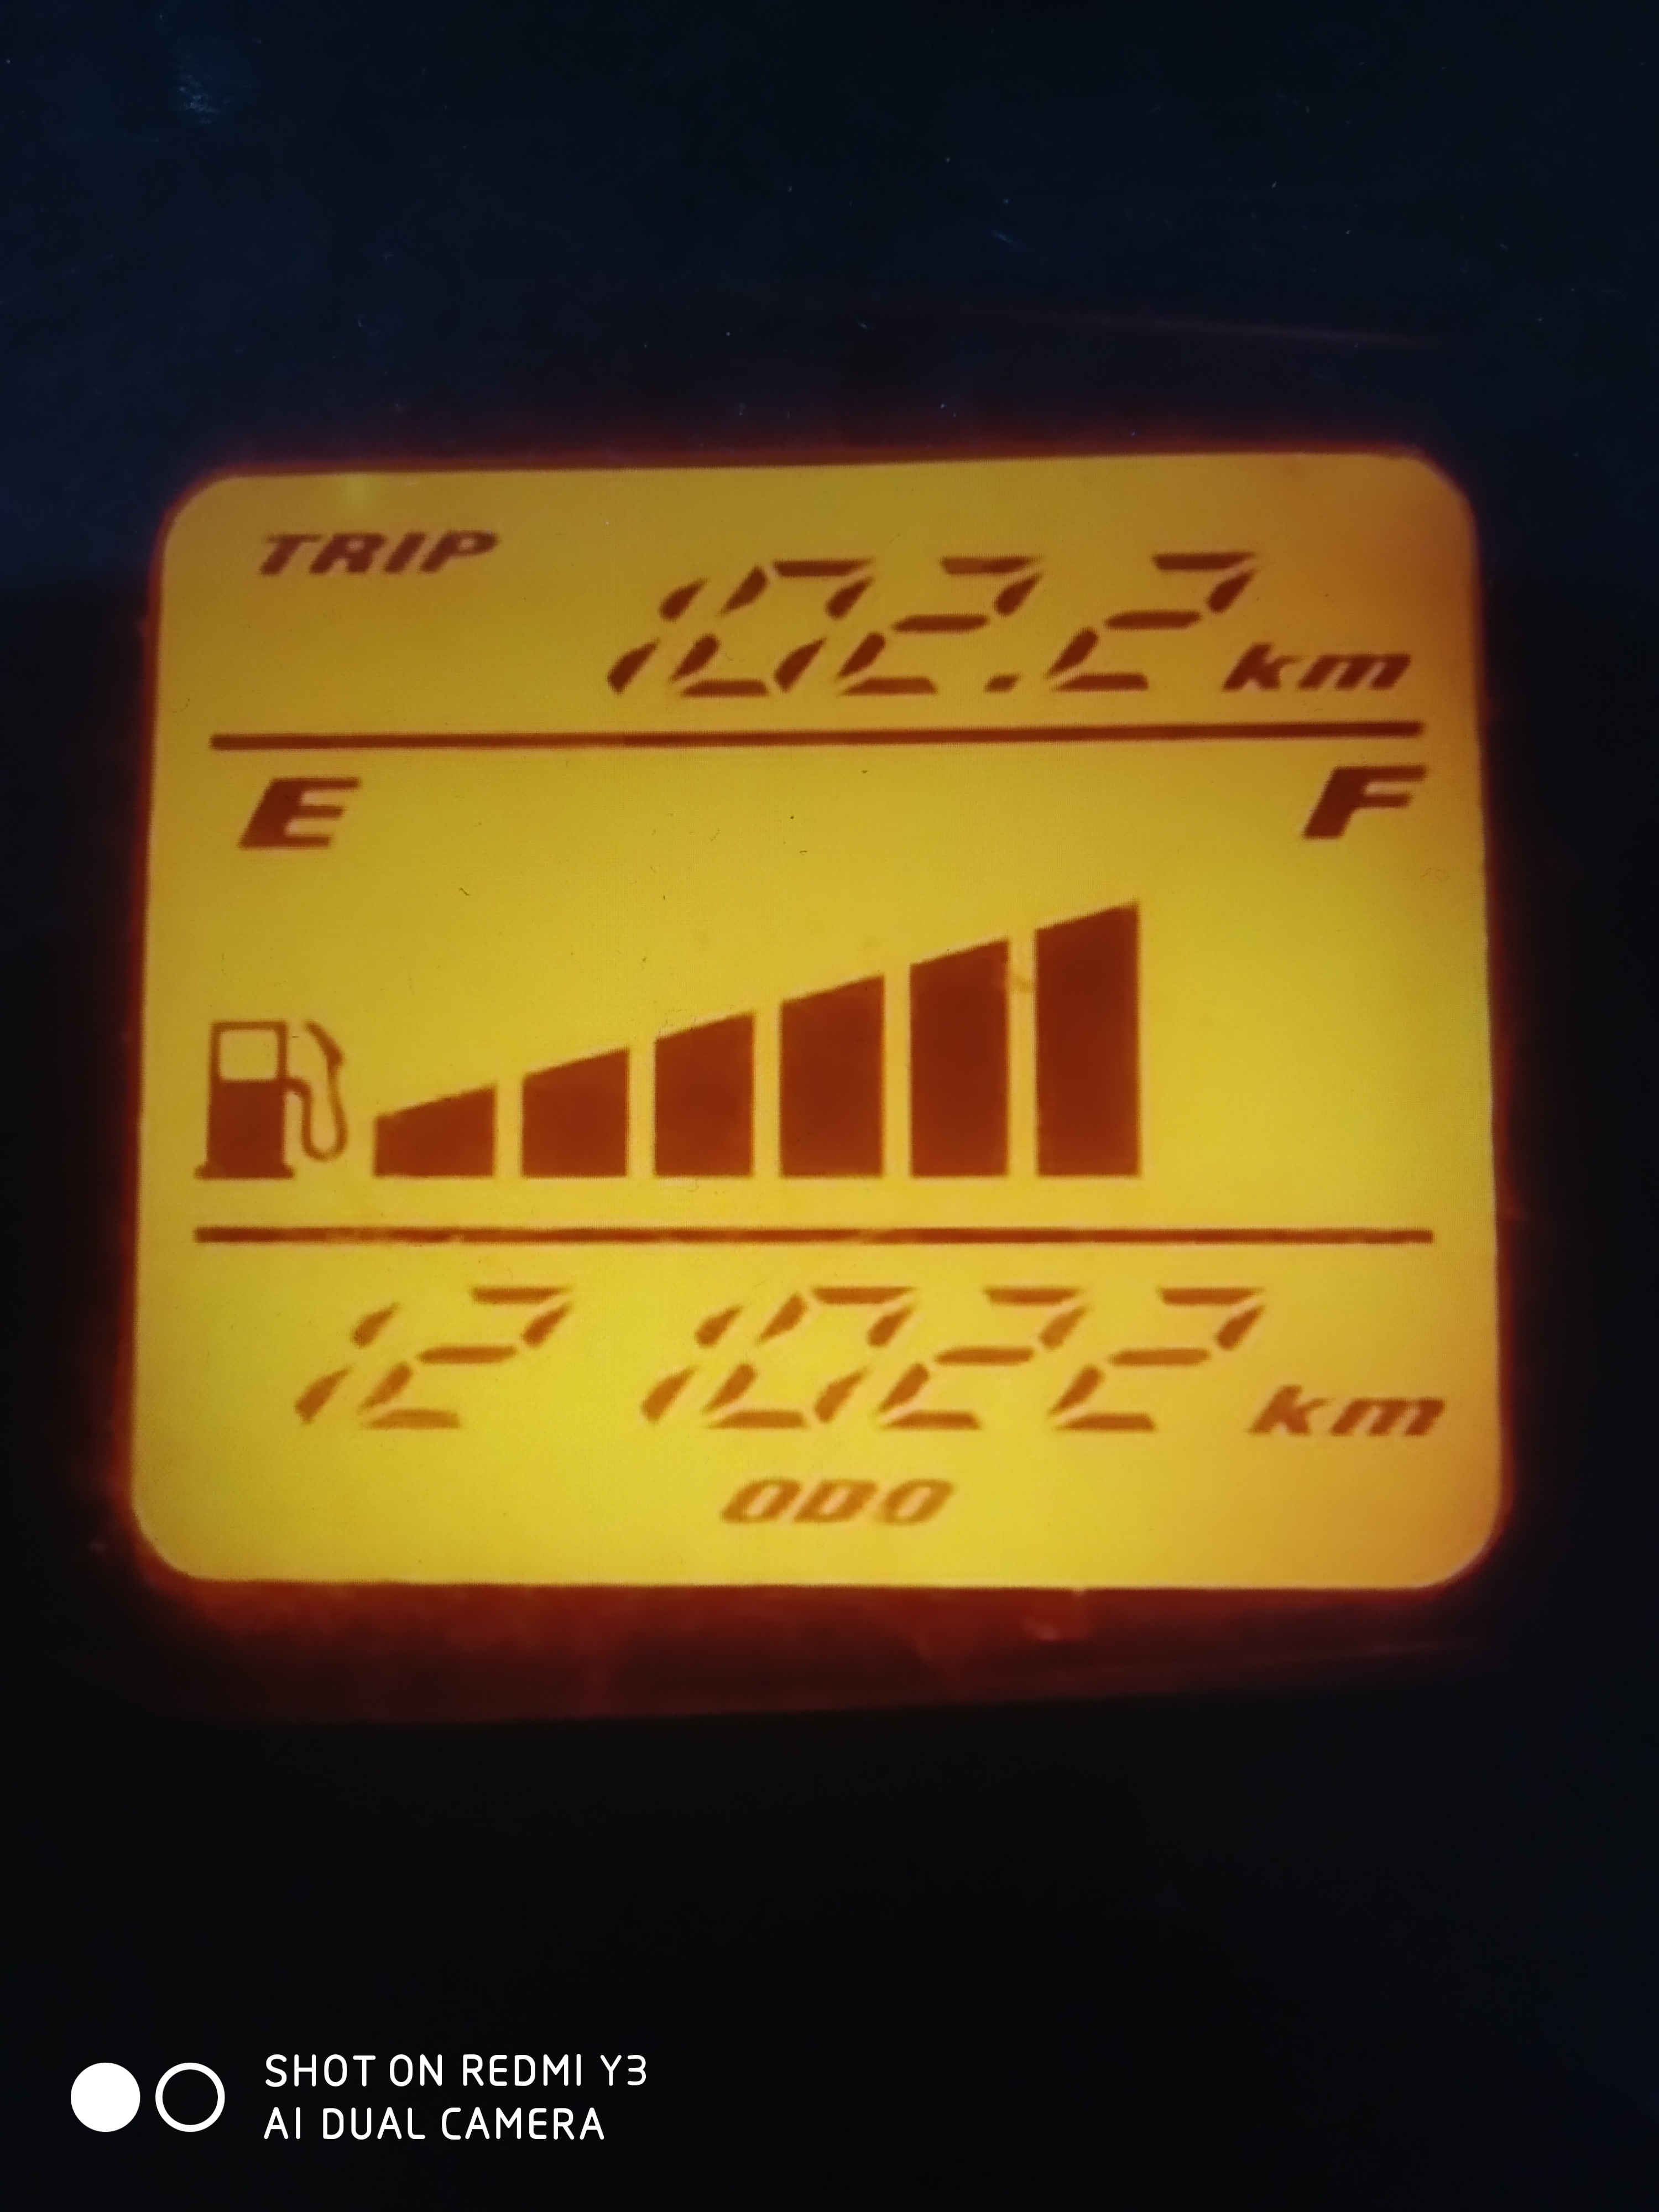 TRIP 102.2 km
E F
12 1022 km
ODO
SHOT ON REDMI Y3
AI DUAL CAMERA